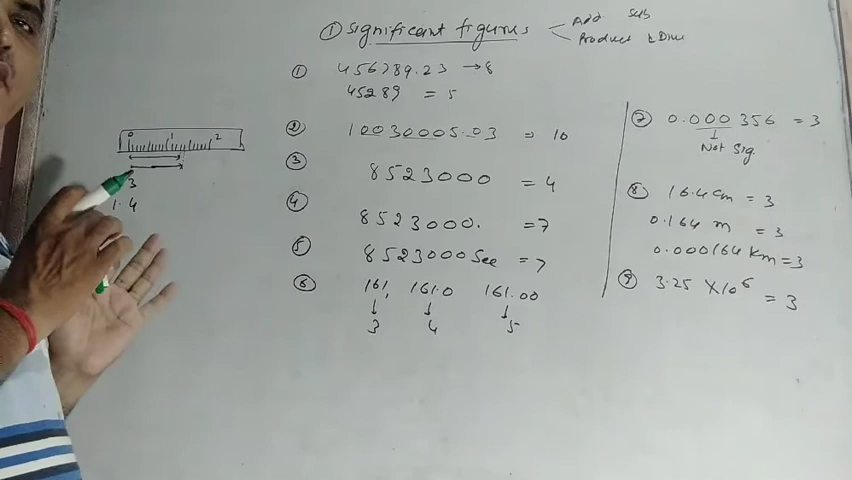 ① Significant figures
Add Sub
Product & Div
① 456789.23 → 8
45289 = 5
② 10030005.03 = 10
③ 8523000 = 4
④ 8523000. = 7
⑤ 8523000 Sec = 7
⑥ 161, 161.0 161.00
↓ ↓ ↓
3 4 5
0 1 2
3
1.4
⑦ 0.000356 = 3
↓
Not Sig
⑧ 16.4 cm = 3
0.164 m = 3
0.000164 km = 3
⑨ 3.25 × 10⁶ = 3